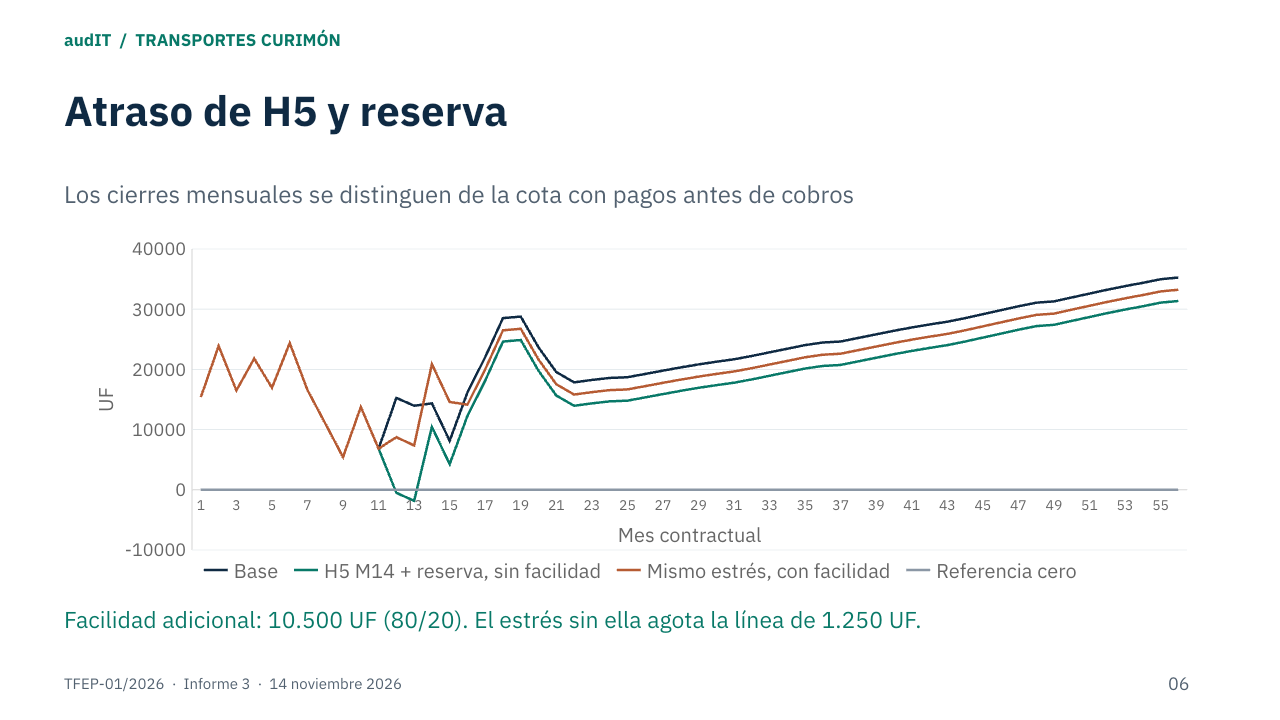 audIT / TRANSPORTES CURIMÓN
Atraso de H5 y reserva
Los cierres mensuales se distinguen de la cota con pagos antes de cobros
40000
30000
20000
10000
0
-10000
UF
1 3 5 7 9 11 13 15 17 19 21 23 25 27 29 31 33 35 37 39 41 43 45 47 49 51 53 55
Mes contractual
Base H5 M14 + reserva, sin facilidad Mismo estrés, con facilidad Referencia cero
Facilidad adicional: 10.500 UF (80/20). El estrés sin ella agota la línea de 1.250 UF.
TFEP-01/2026 · Informe 3 · 14 noviembre 2026
06